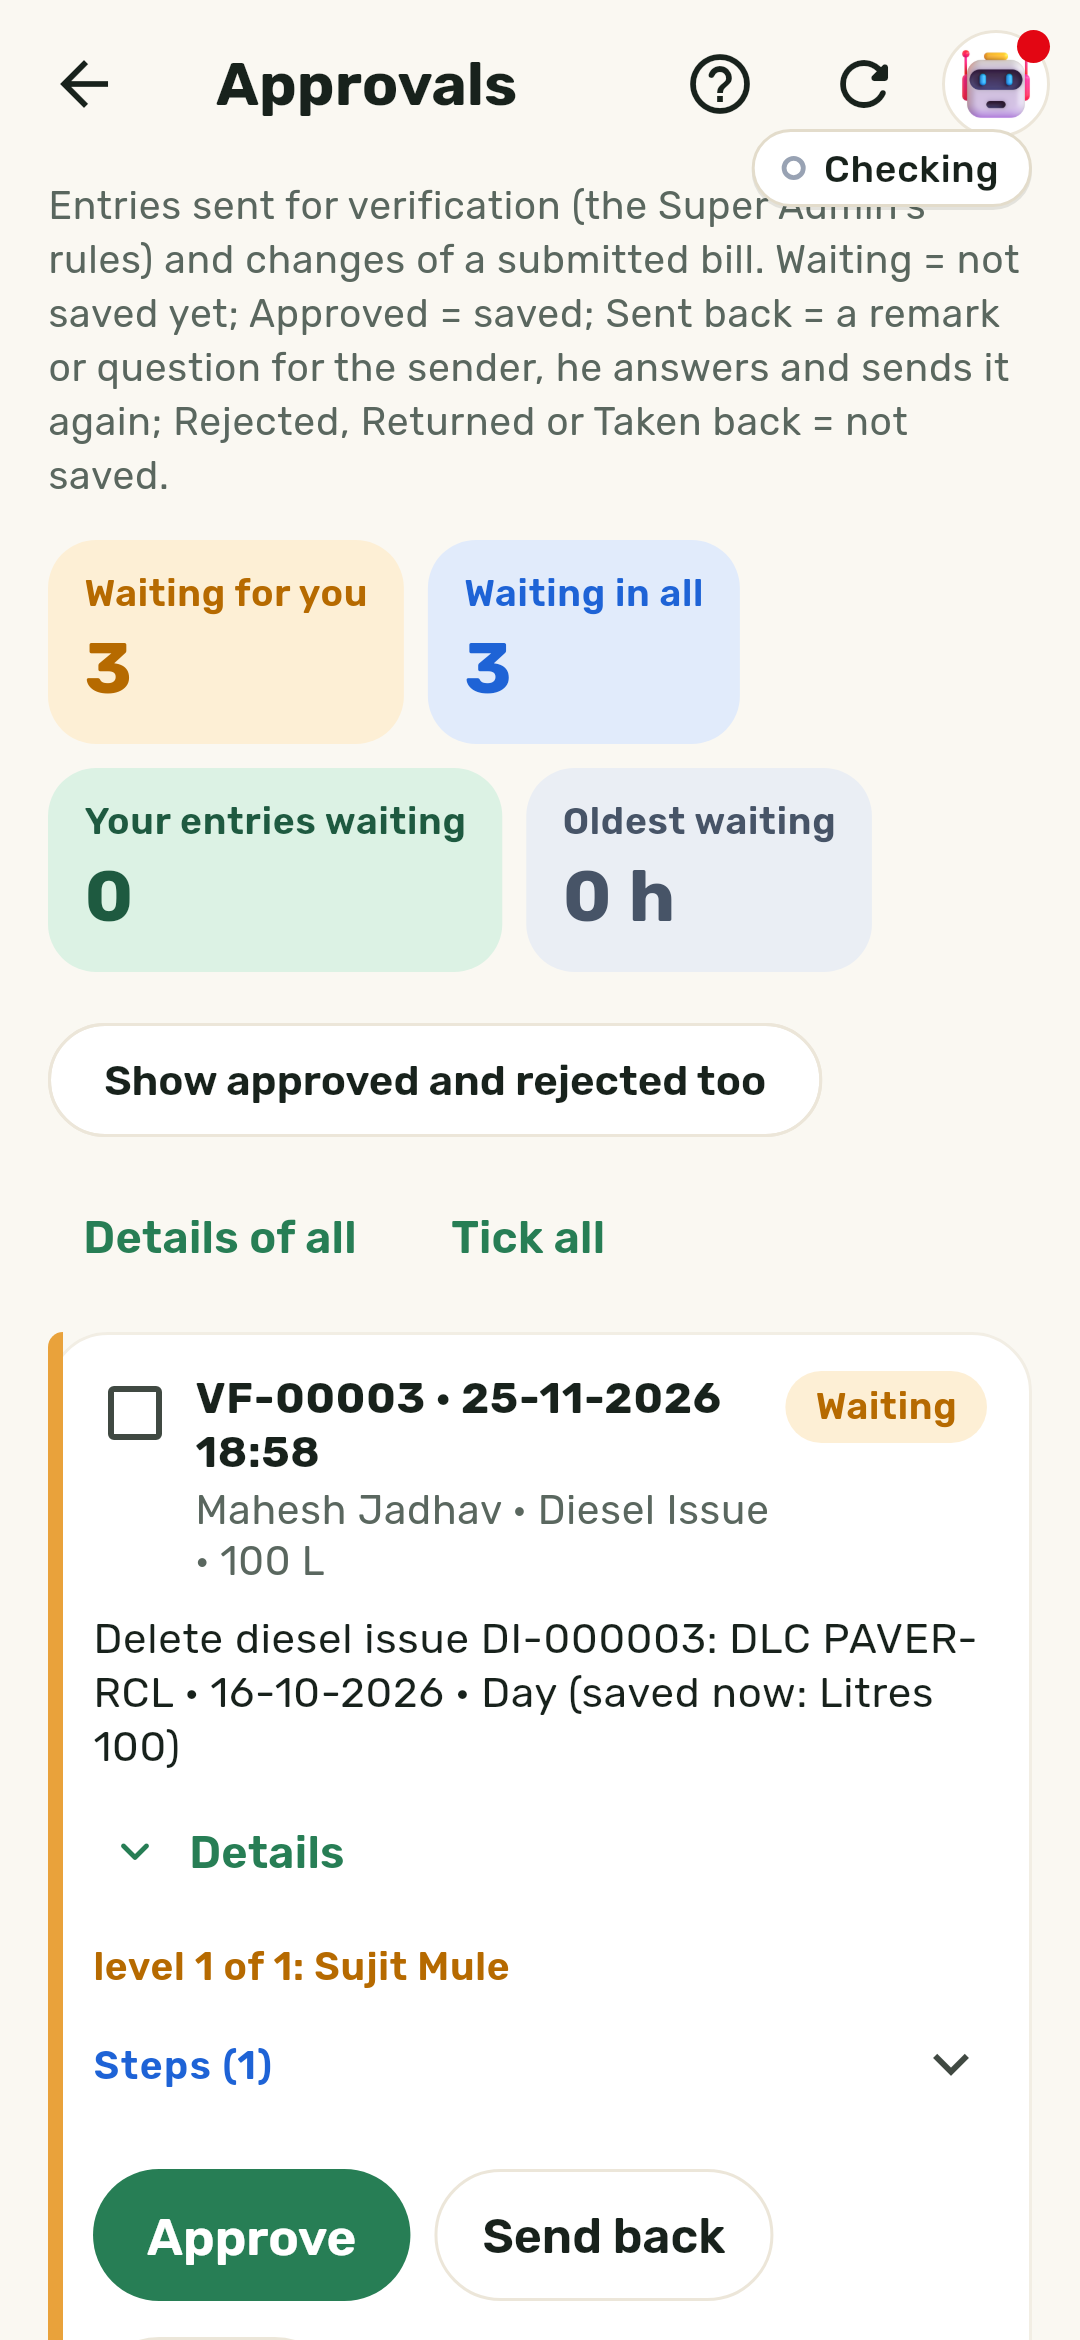 Approvals
Checking
Entries sent for verification (the Super Admin's
rules) and changes of a submitted bill. Waiting = not
saved yet; Approved = saved; Sent back = a remark
or question for the sender, he answers and sends it
again; Rejected, Returned or Taken back = not
saved.
Waiting for you
3
Waiting in all
3
Your entries waiting
0
Oldest waiting
0 h
Show approved and rejected too
Details of all
Tick all
VF-00003 • 25-11-2026
18:58
Waiting
Mahesh Jadhav • Diesel Issue
• 100 L
Delete diesel issue DI-000003: DLC PAVER-
RCL • 16-10-2026 • Day (saved now: Litres
100)
Details
level 1 of 1: Sujit Mule
Steps (1)
Approve
Send back